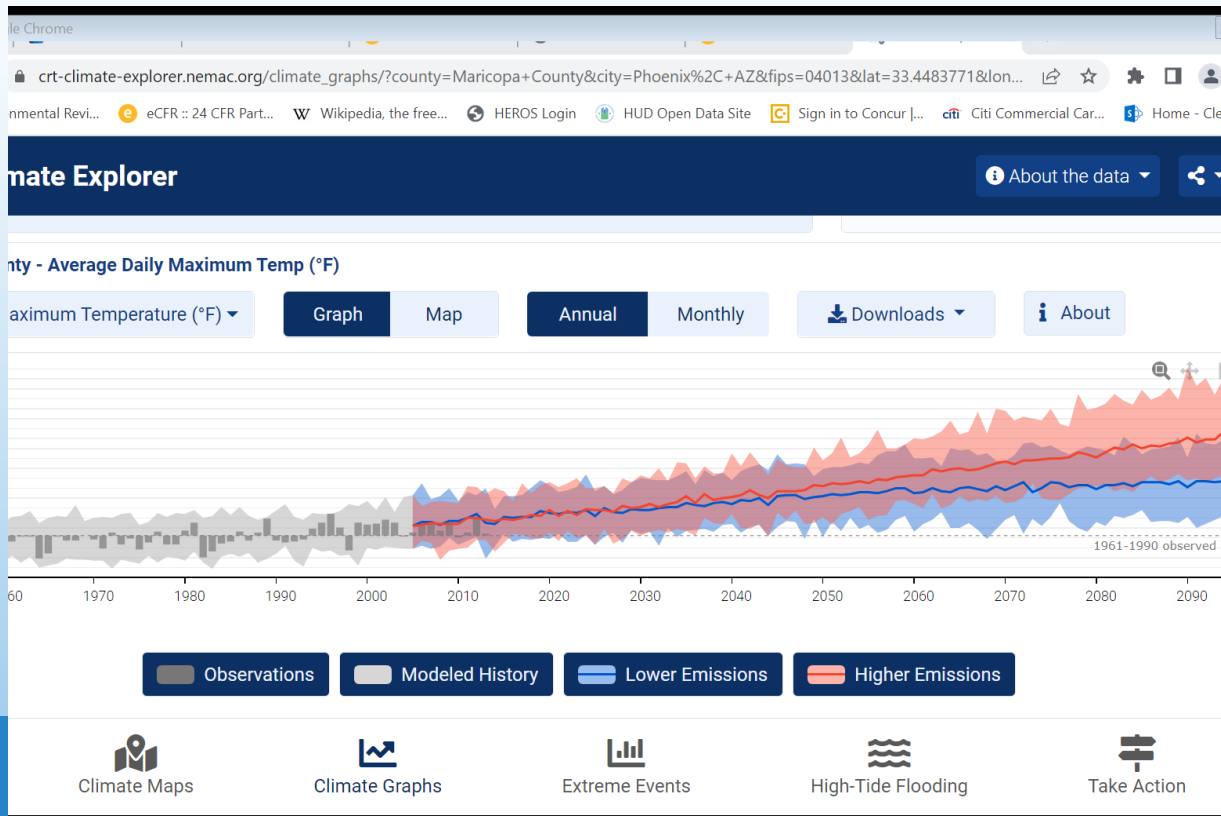 le Chrome
crt-climate-explorer.nemac.org/climate_graphs/?county=Maricopa+County&city=Phoenix%2C+AZ&fips=04013&lat=33.4483771&lon...
nmental Revi... e eCFR :: 24 CFR Part... W Wikipedia, the free... HEROS Login HUD Open Data Site C Sign in to Concur |... citi Citi Commercial Car... S Home - Cle
mate Explorer
About the data
nty - Average Daily Maximum Temp (°F)
aximum Temperature (°F) Graph Map Annual Monthly Downloads About
1961-1990 observed
60 1970 1980 1990 2000 2010 2020 2030 2040 2050 2060 2070 2080 2090
Observations Modeled History Lower Emissions Higher Emissions
Climate Maps Climate Graphs Extreme Events High-Tide Flooding Take Action